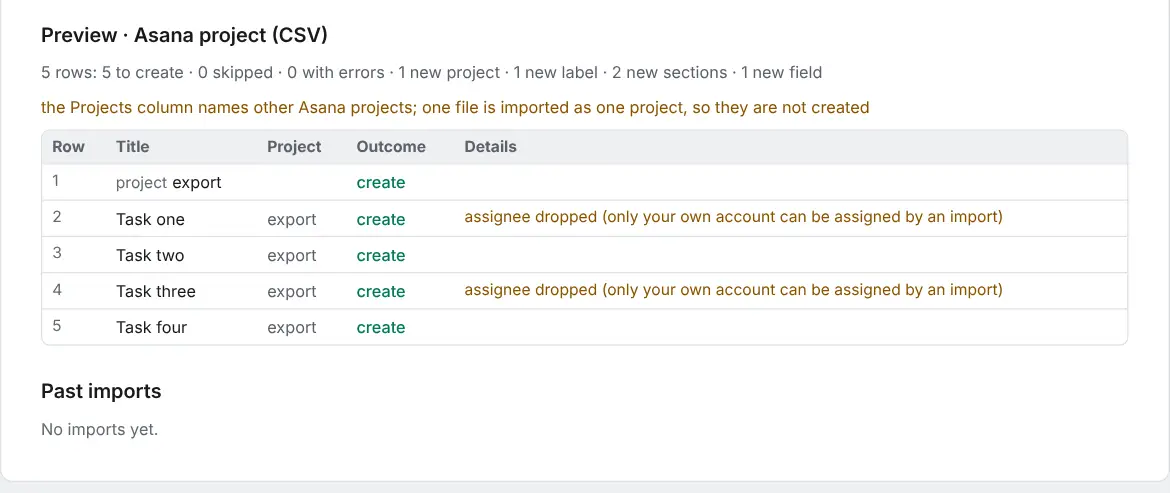 Preview · Asana project (CSV)
5 rows: 5 to create · 0 skipped · 0 with errors · 1 new project · 1 new label · 2 new sections · 1 new field
the Projects column names other Asana projects; one file is imported as one project, so they are not created
Row Title Project Outcome Details
1 project export create
2 Task one export create assignee dropped (only your own account can be assigned by an import)
3 Task two export create
4 Task three export create assignee dropped (only your own account can be assigned by an import)
5 Task four export create
Past imports
No imports yet.